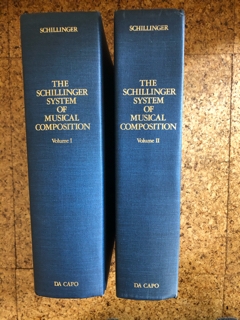 SCHILLINGER
THE
SCHILLINGER
SYSTEM
OF
MUSICAL
COMPOSITION
Volume I
DA CAPO
SCHILLINGER
THE
SCHILLINGER
SYSTEM
OF
MUSICAL
COMPOSITION
Volume II
DA CAPO